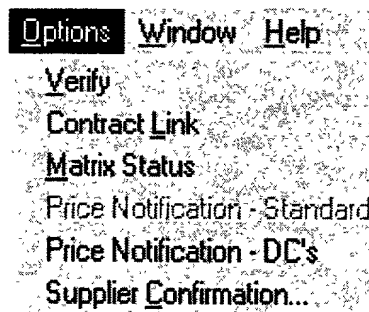 Options Window Help
Verify
Contract Link
Matrix Status
Price Notification - Standard
Price Notification - DC's
Supplier Confirmation...